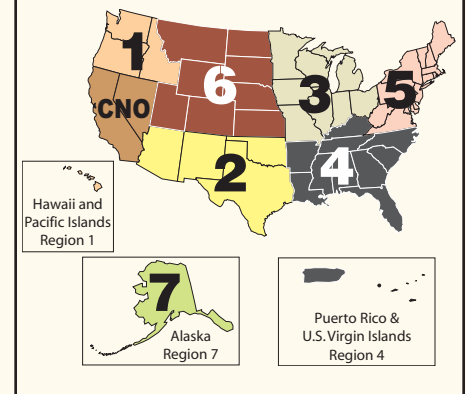 1
6
3
5
CNO
2
4
Hawaii and
Pacific Islands
Region 1
7
Alaska
Region 7
Puerto Rico &
U.S. Virgin Islands
Region 4